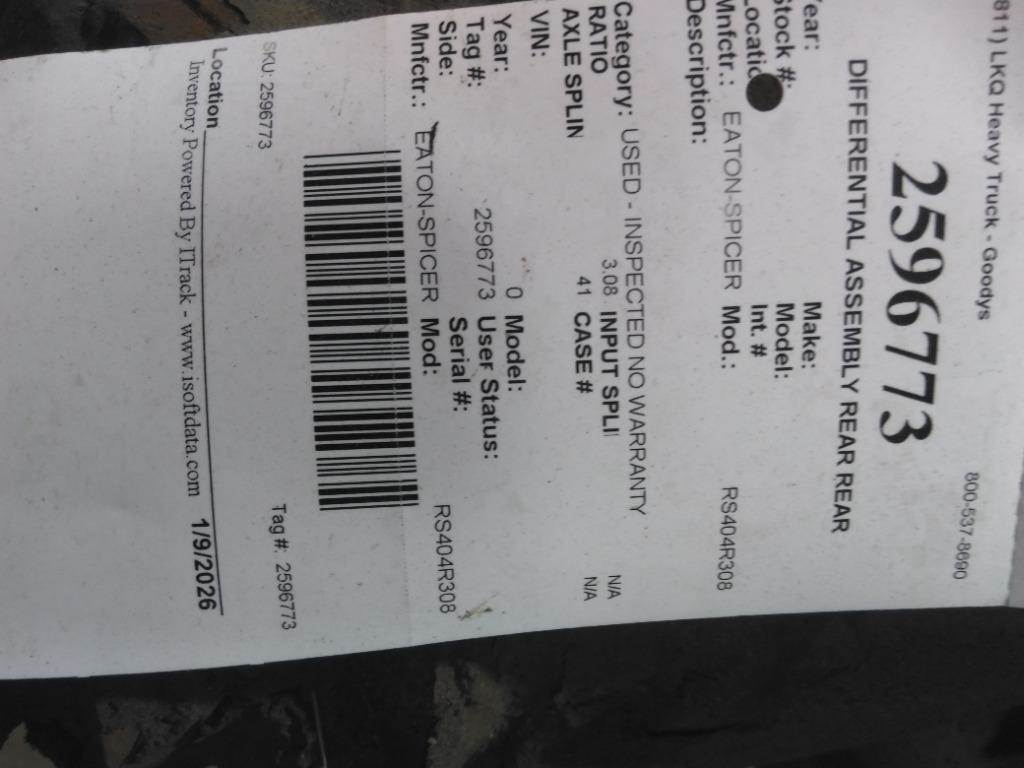 811) LKQ Heavy Truck - Goodys 800-537-8690
2596773
DIFFERENTIAL ASSEMBLY REAR REAR
Year: Make:
Stock #: Model:
Locatio Int. #
Mnfctr.: EATON-SPICER Mod.: RS404R308
Description:
Category: USED - INSPECTED NO WARRANTY
RATIO 3.08 INPUT SPLI N/A
AXLE SPLIN 41 CASE # N/A
VIN:
Year: 0 Model:
Tag #: 2596773 User Status:
Side: Serial #:
Mnfctr.: EATON-SPICER Mod: RS404R308
SKU: 2596773 Tag #: 2596773
Location
Inventory Powered By ITrack - www.isoftdata.com 1/9/2026